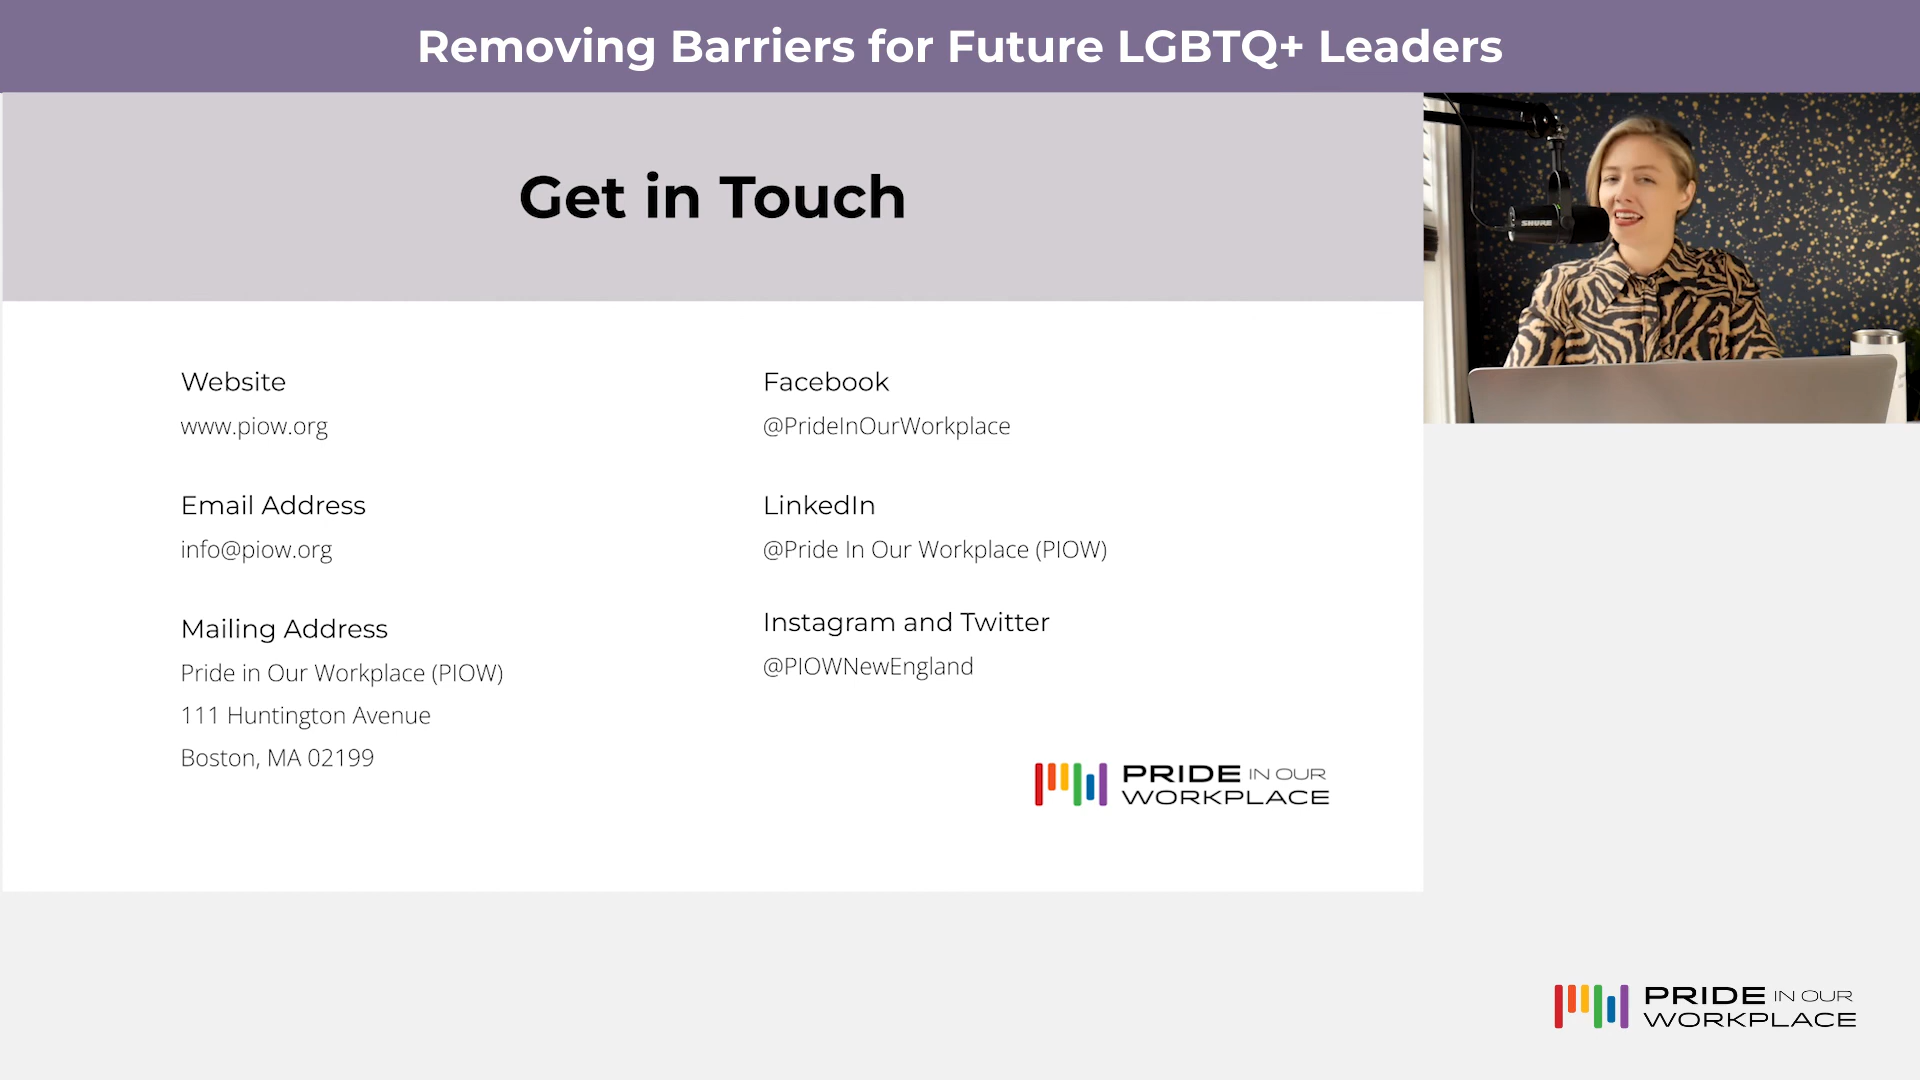 Removing Barriers for Future LGBTQ+ Leaders
Get in Touch
Website
www.piow.org
Email Address
info@piow.org
Mailing Address
Pride in Our Workplace (PIOW)
111 Huntington Avenue
Boston, MA 02199
Facebook
@PrideInOurWorkplace
LinkedIn
@Pride In Our Workplace (PIOW)
Instagram and Twitter
@PIOWNewEngland
PRIDE IN OUR
WORKPLACE
SHURE
PRIDE IN OUR
WORKPLACE